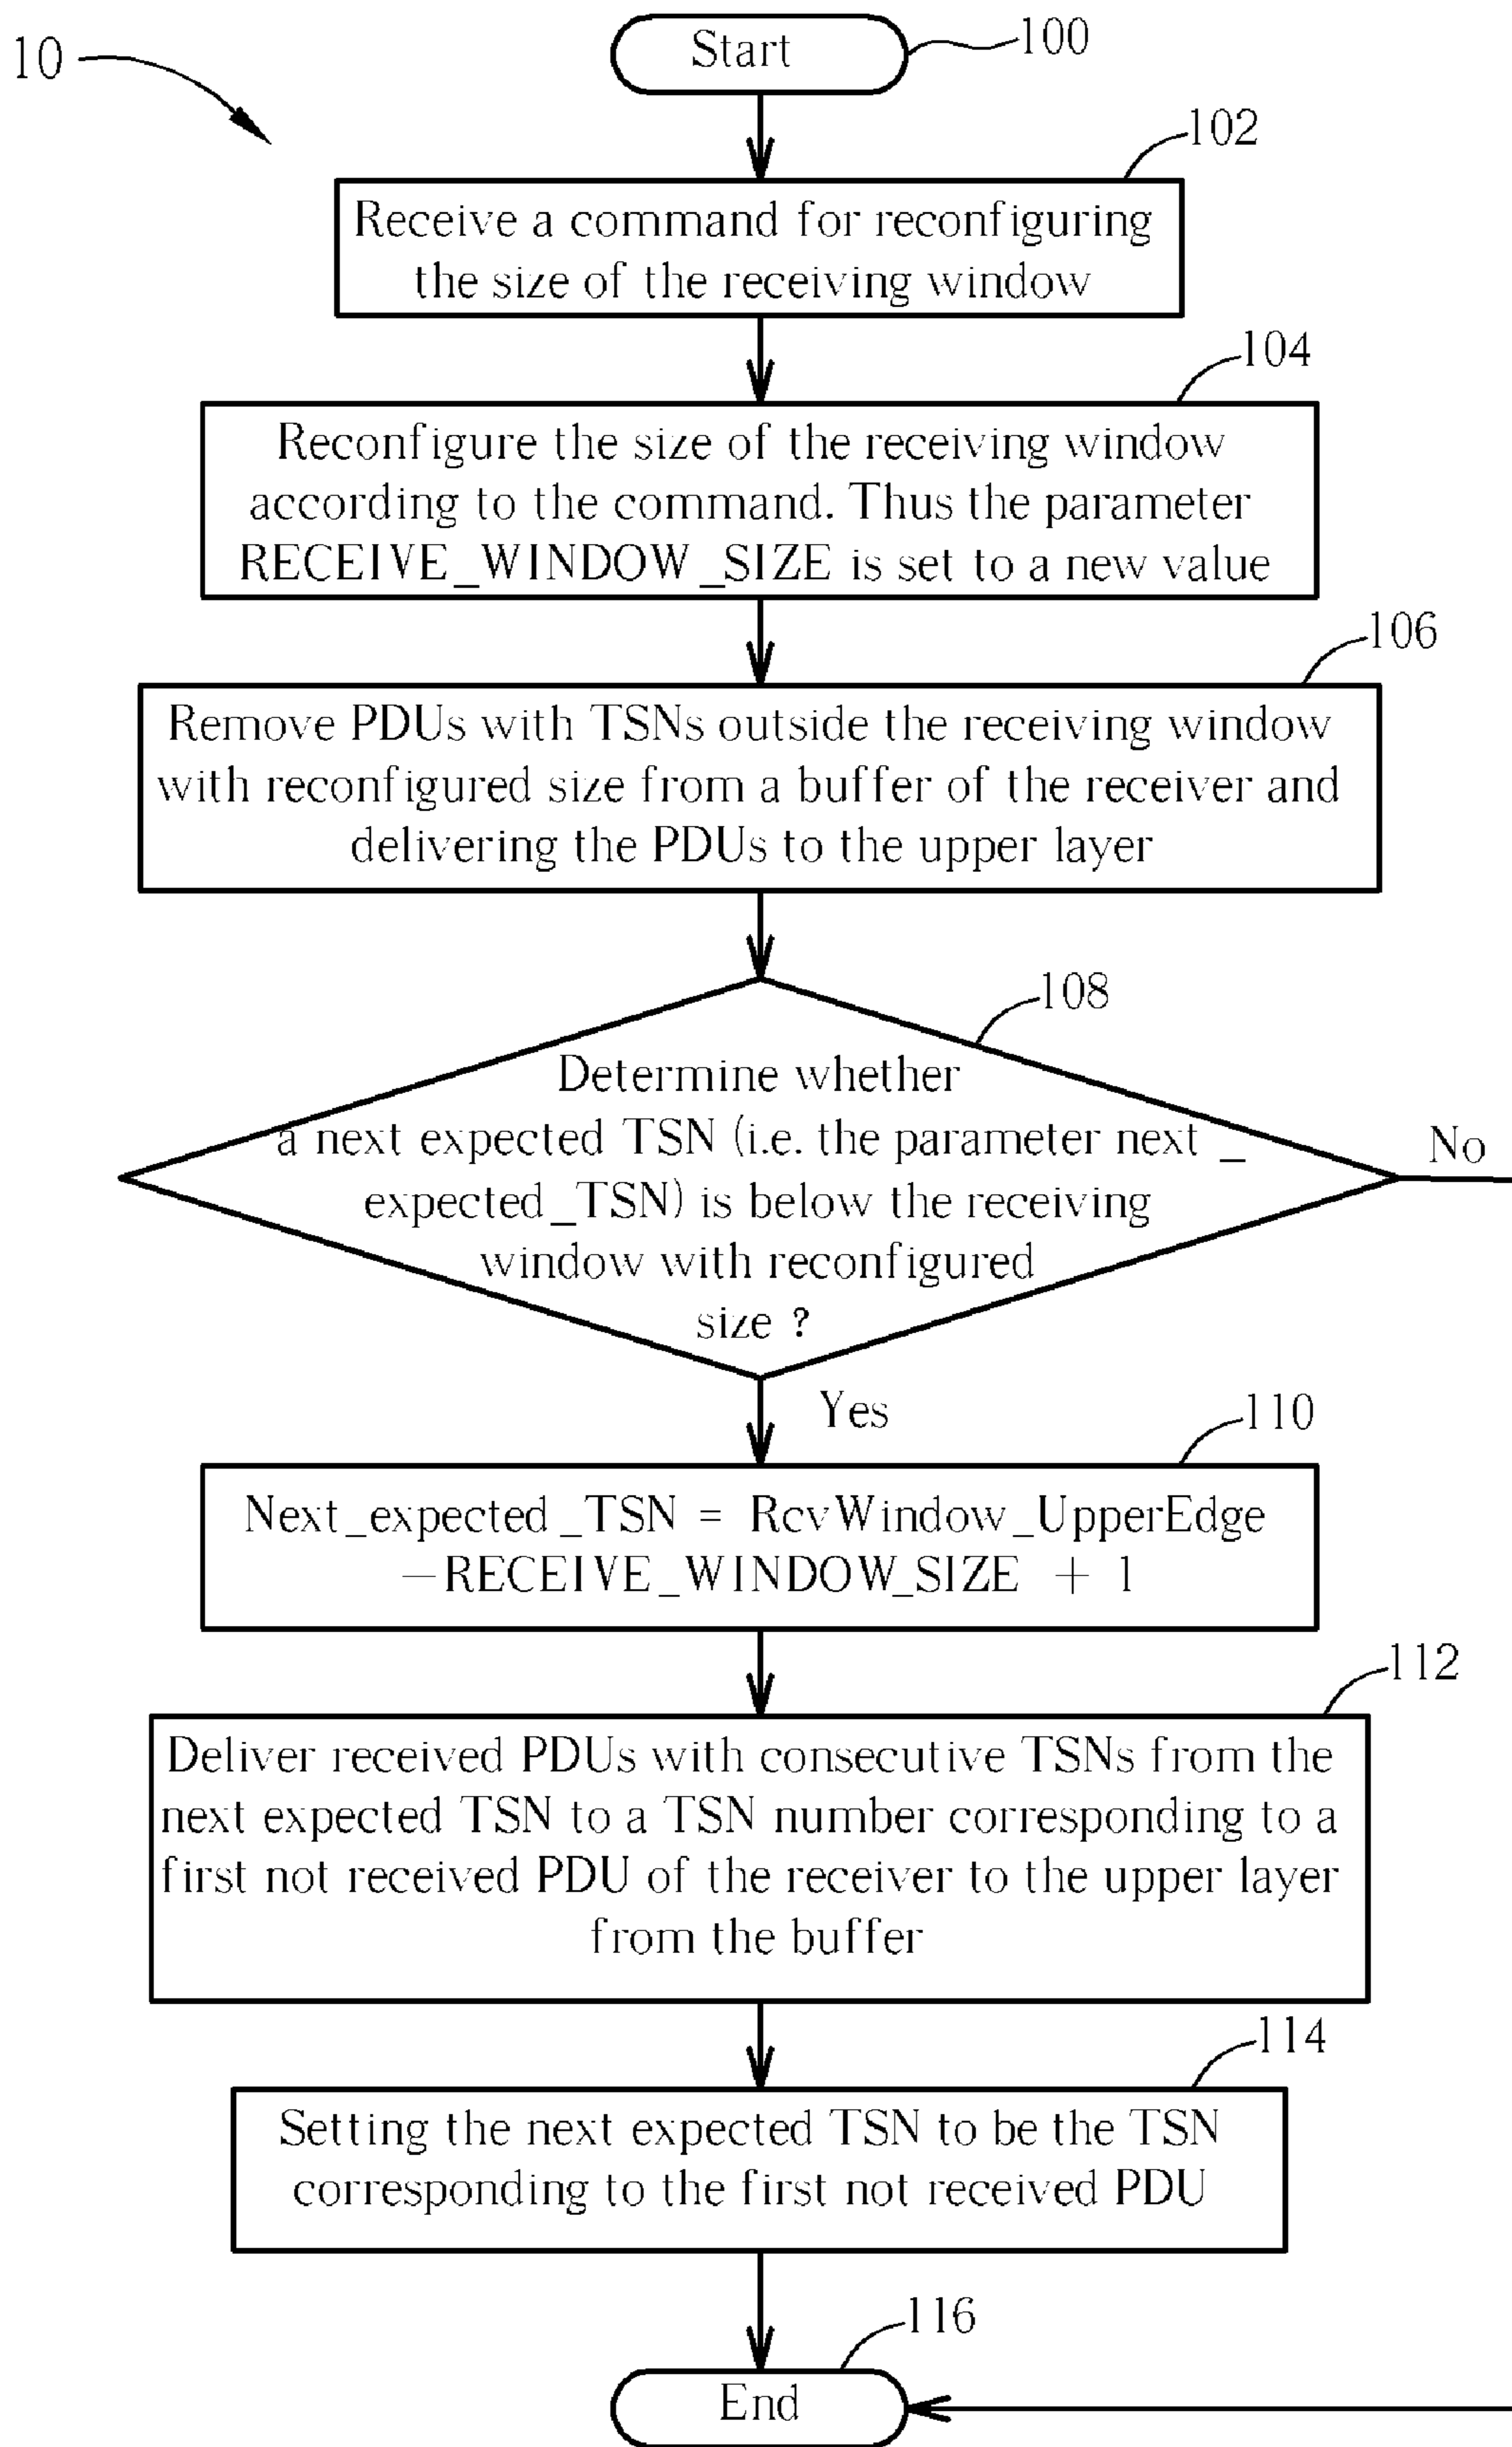 10
Start
100
102
Receive a command for reconfiguring
the size of the receiving window
104
Reconfigure the size of the receiving window
according to the command. Thus the parameter
RECEIVE_WINDOW_SIZE is set to a new value
106
Remove PDUs with TSNs outside the receiving window
with reconfigured size from a buffer of the receiver and
delivering the PDUs to the upper layer
108
Determine whether
a next expected TSN (i.e. the parameter next_
expected_TSN) is below the receiving
window with reconfigured
size ?
No
Yes
110
Next_expected_TSN = RcvWindow_UpperEdge
-RECEIVE_WINDOW_SIZE + 1
112
Deliver received PDUs with consecutive TSNs from the
next expected TSN to a TSN number corresponding to a
first not received PDU of the receiver to the upper layer
from the buffer
114
Setting the next expected TSN to be the TSN
corresponding to the first not received PDU
116
End